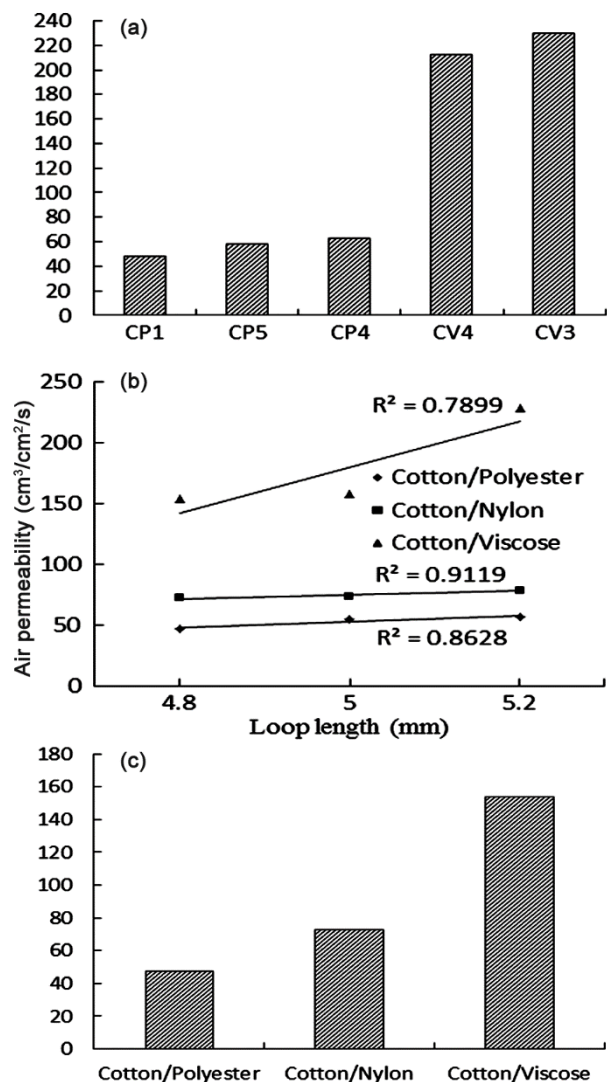 (a)
220
240
200
180
160
140
120
100
80
60
40
20
0
CP1 CP5 CP4 CV4 CV3
Air permeability (cm³/cm²/s)
(b)
250
200
150
100
50
0
R² = 0.7899
Cotton/Polyester
Cotton/Nylon
Cotton/Viscose
R² = 0.9119
R² = 0.8628
4.8 5 5.2
Loop length (mm)
(c)
180
160
140
120
100
80
60
40
20
0
Cotton/Polyester Cotton/Nylon Cotton/Viscose